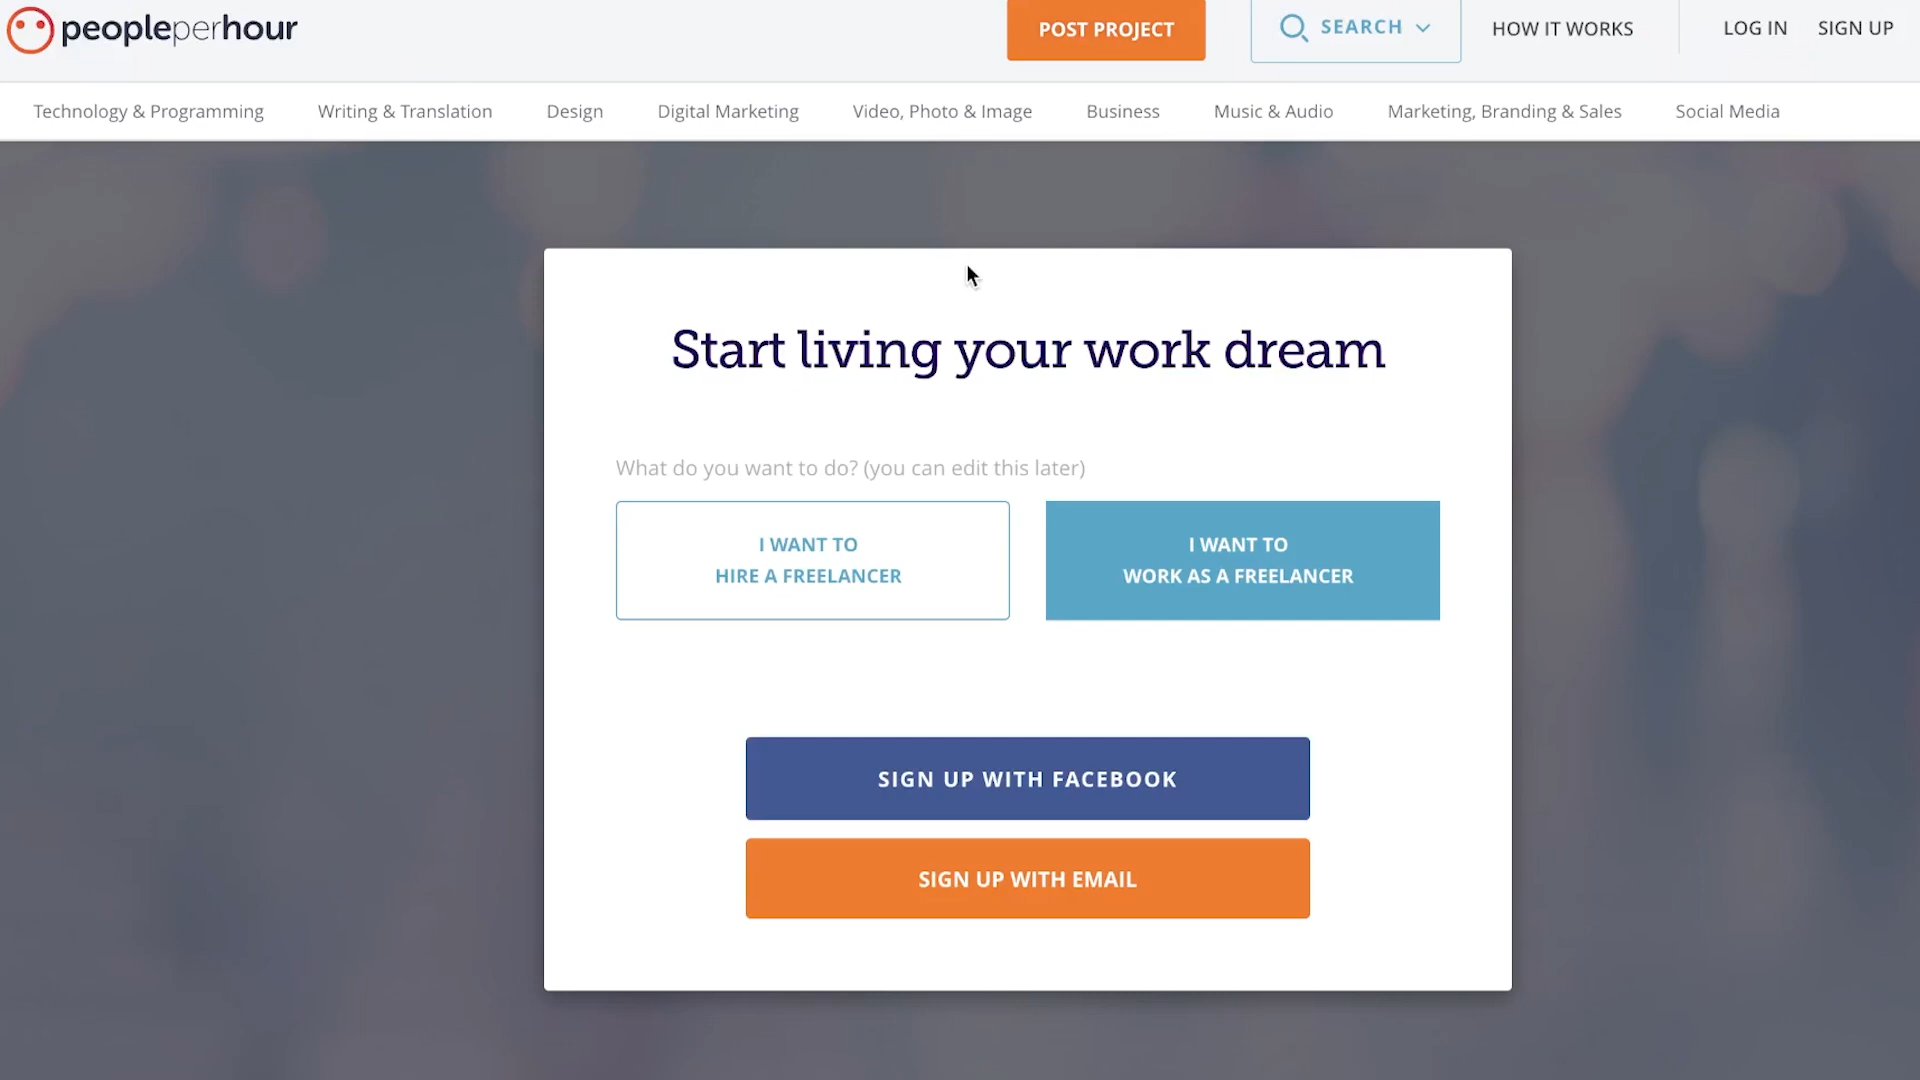 peopleperhour
POST PROJECT
SEARCH
HOW IT WORKS
LOG IN
SIGN UP
Technology & Programming
Writing & Translation
Design
Digital Marketing
Video, Photo & Image
Business
Music & Audio
Marketing, Branding & Sales
Social Media
Start living your work dream
What do you want to do? (you can edit this later)
I WANT TO
HIRE A FREELANCER
I WANT TO
WORK AS A FREELANCER
SIGN UP WITH FACEBOOK
SIGN UP WITH EMAIL